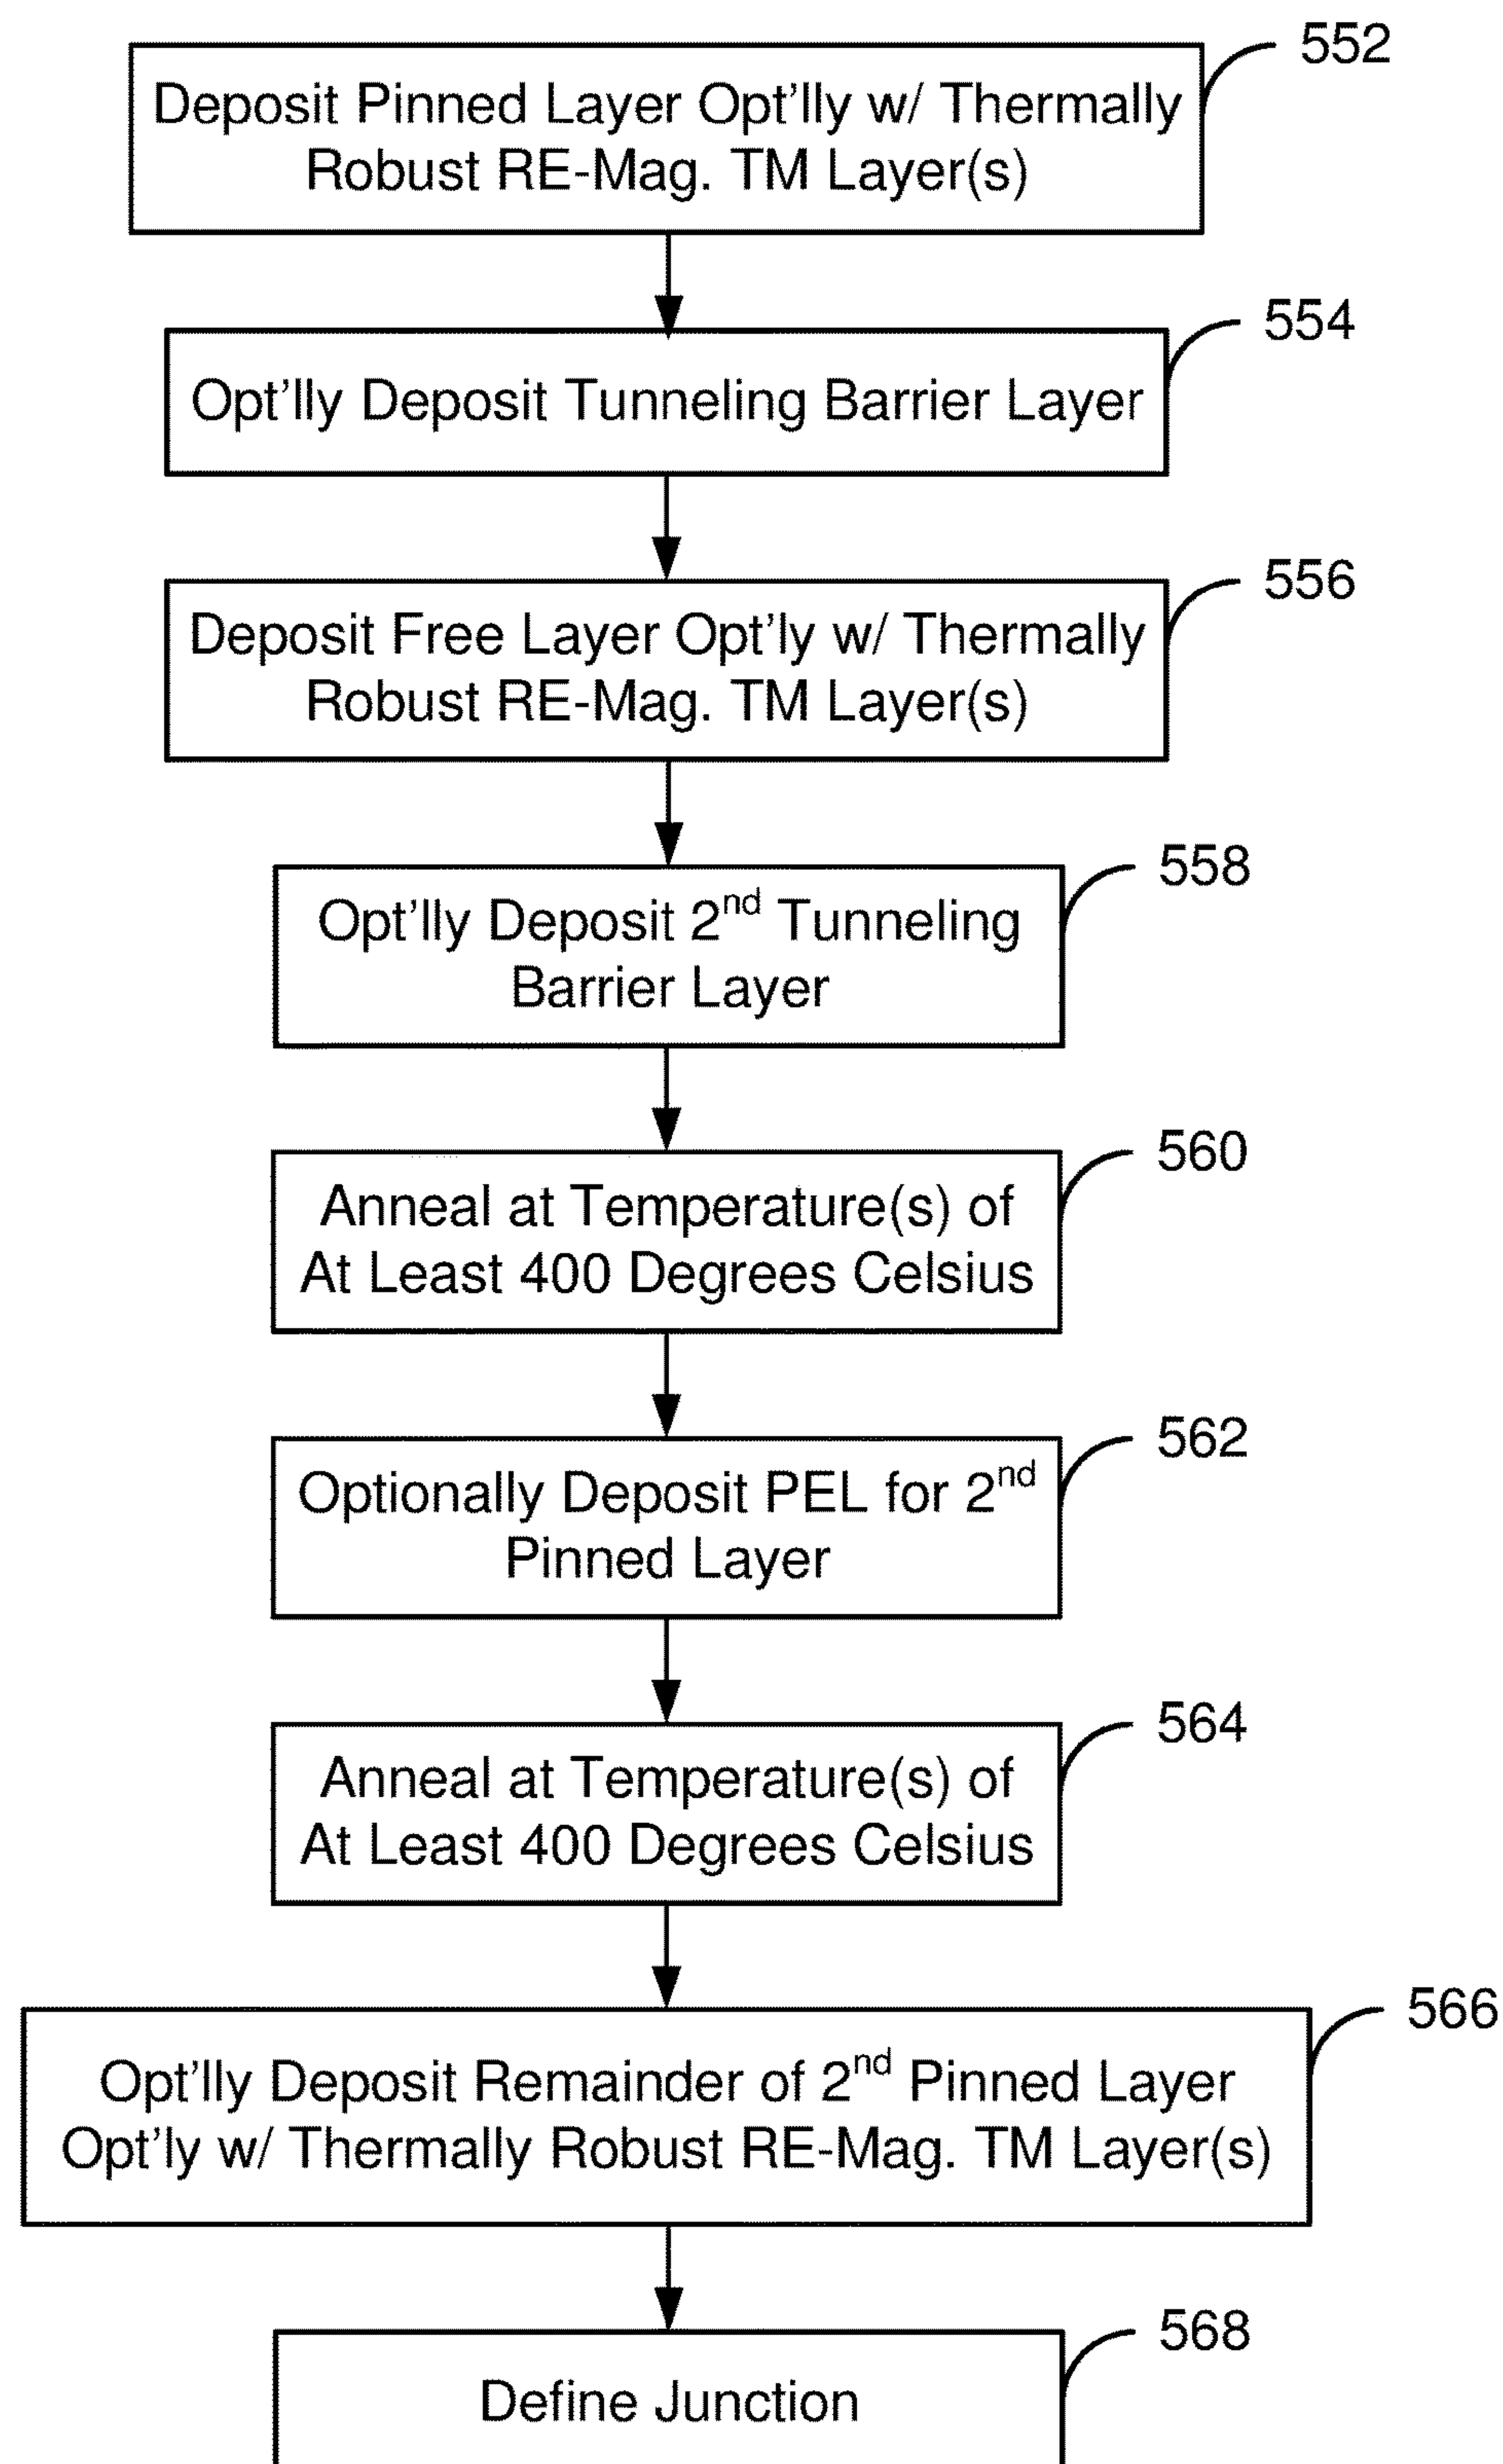 552
Deposit Pinned Layer Opt'lly w/ Thermally
Robust RE-Mag. TM Layer(s)
554
Opt'lly Deposit Tunneling Barrier Layer
556
Deposit Free Layer Opt'ly w/ Thermally
Robust RE-Mag. TM Layer(s)
558
Opt'lly Deposit 2nd Tunneling
Barrier Layer
560
Anneal at Temperature(s) of
At Least 400 Degrees Celsius
562
Optionally Deposit PEL for 2nd
Pinned Layer
564
Anneal at Temperature(s) of
At Least 400 Degrees Celsius
566
Opt'lly Deposit Remainder of 2nd Pinned Layer
Opt'ly w/ Thermally Robust RE-Mag. TM Layer(s)
568
Define Junction